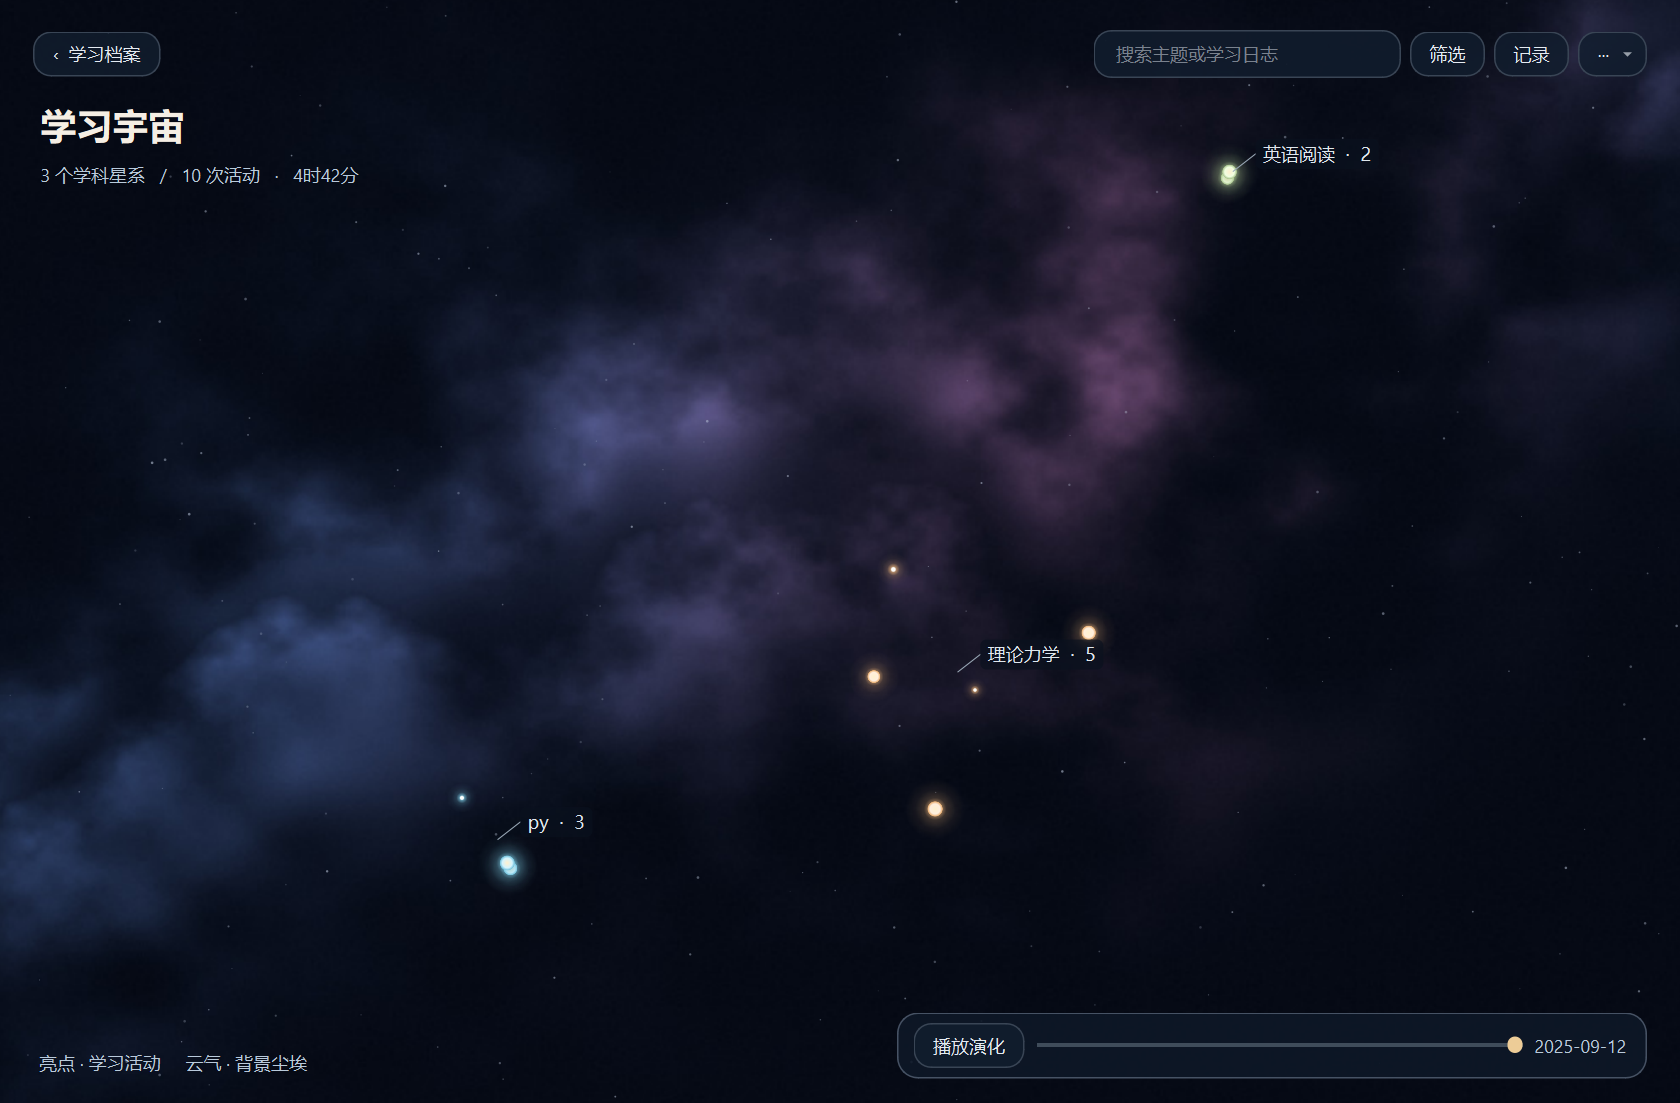 ‹ 学习档案
搜索主题或学习日志
筛选
记录
...
学习宇宙
3 个学科星系 / 10 次活动 · 4时42分
英语阅读 · 2
理论力学 · 5
py · 3
亮点 · 学习活动 云气 · 背景尘埃
播放演化
2025-09-12